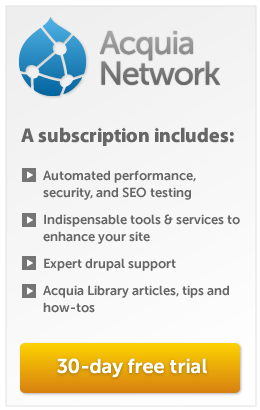 Acquia
Network
A subscription includes:
Automated performance,
security, and SEO testing
Indispensable tools & services to
enhance your site
Expert drupal support
Acquia Library articles, tips and
how-tos
30-day free trial